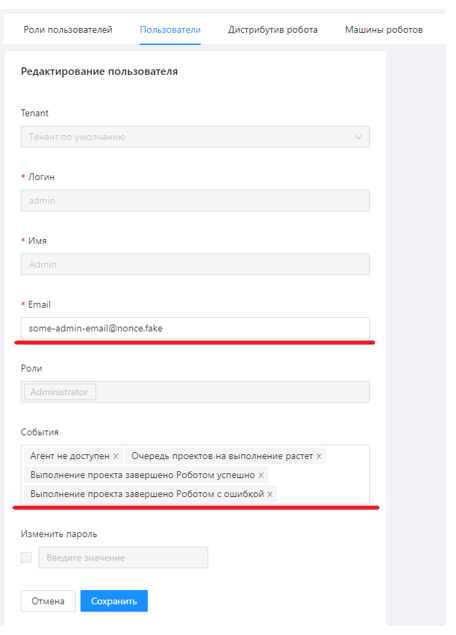 Роли пользователей Пользователи Дистрибутив робота Машины роботов
Редактирование пользователя
Tenant
Тенант по умолчанию
* Логин
admin
* Имя
Admin
* Email
some-admin-email@nonce.fake
Роли
Administrator
События
Агент не доступен × Очередь проектов на выполнение растет ×
Выполнение проекта завершено Роботом успешно ×
Выполнение проекта завершено Роботом с ошибкой ×
Изменить пароль
Введите значение
Отмена Сохранить